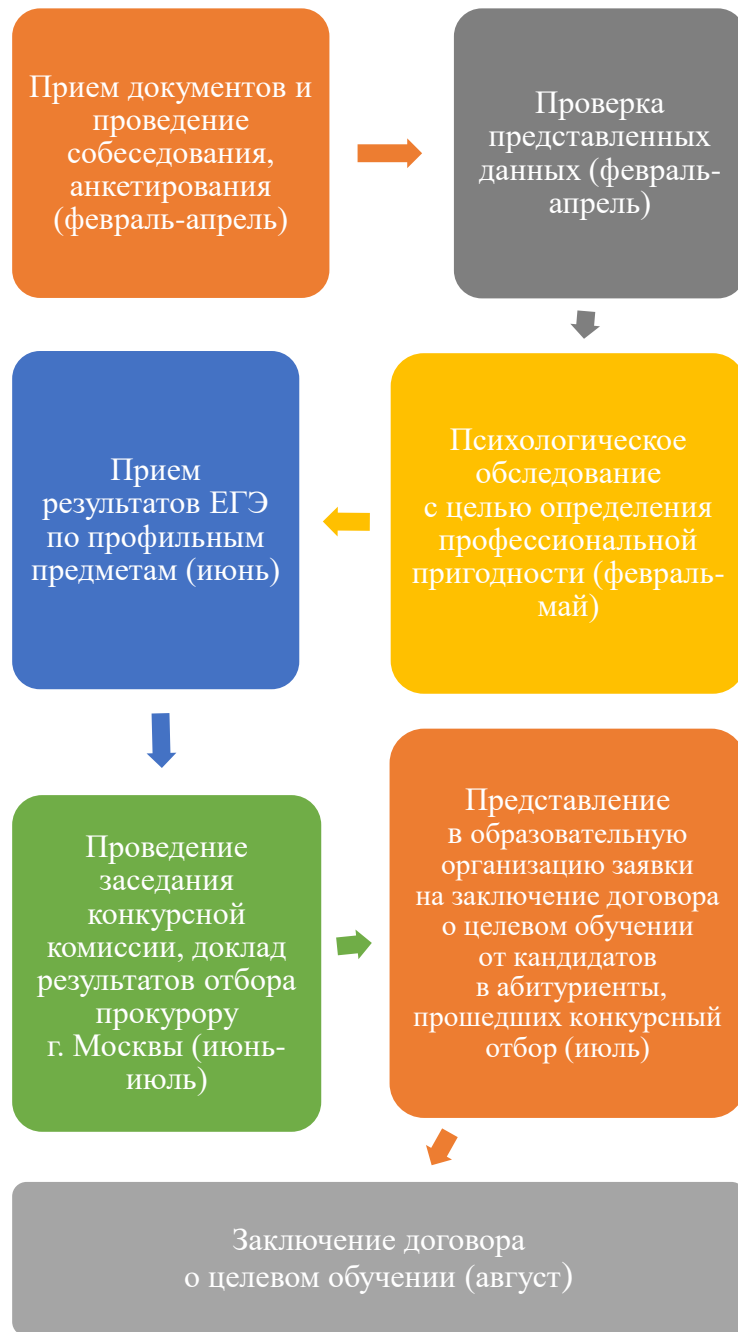 Прием документов и
проведение
собеседования,
анкетирования
(февраль-апрель)
Проверка
представленных
данных (февраль-
апрель)
Психологическое
обследование
с целью определения
профессиональной
пригодности (февраль-
май)
Прием
результатов ЕГЭ
по профильным
предметам (июнь)
Проведение
заседания
конкурсной
комиссии, доклад
результатов отбора
прокурору
г. Москвы (июнь-
июль)
Представление
в образовательную
организацию заявки
на заключение договора
о целевом обучении
от кандидатов
в абитуриенты,
прошедших конкурсный
отбор (июль)
Заключение договора
о целевом обучении (август)